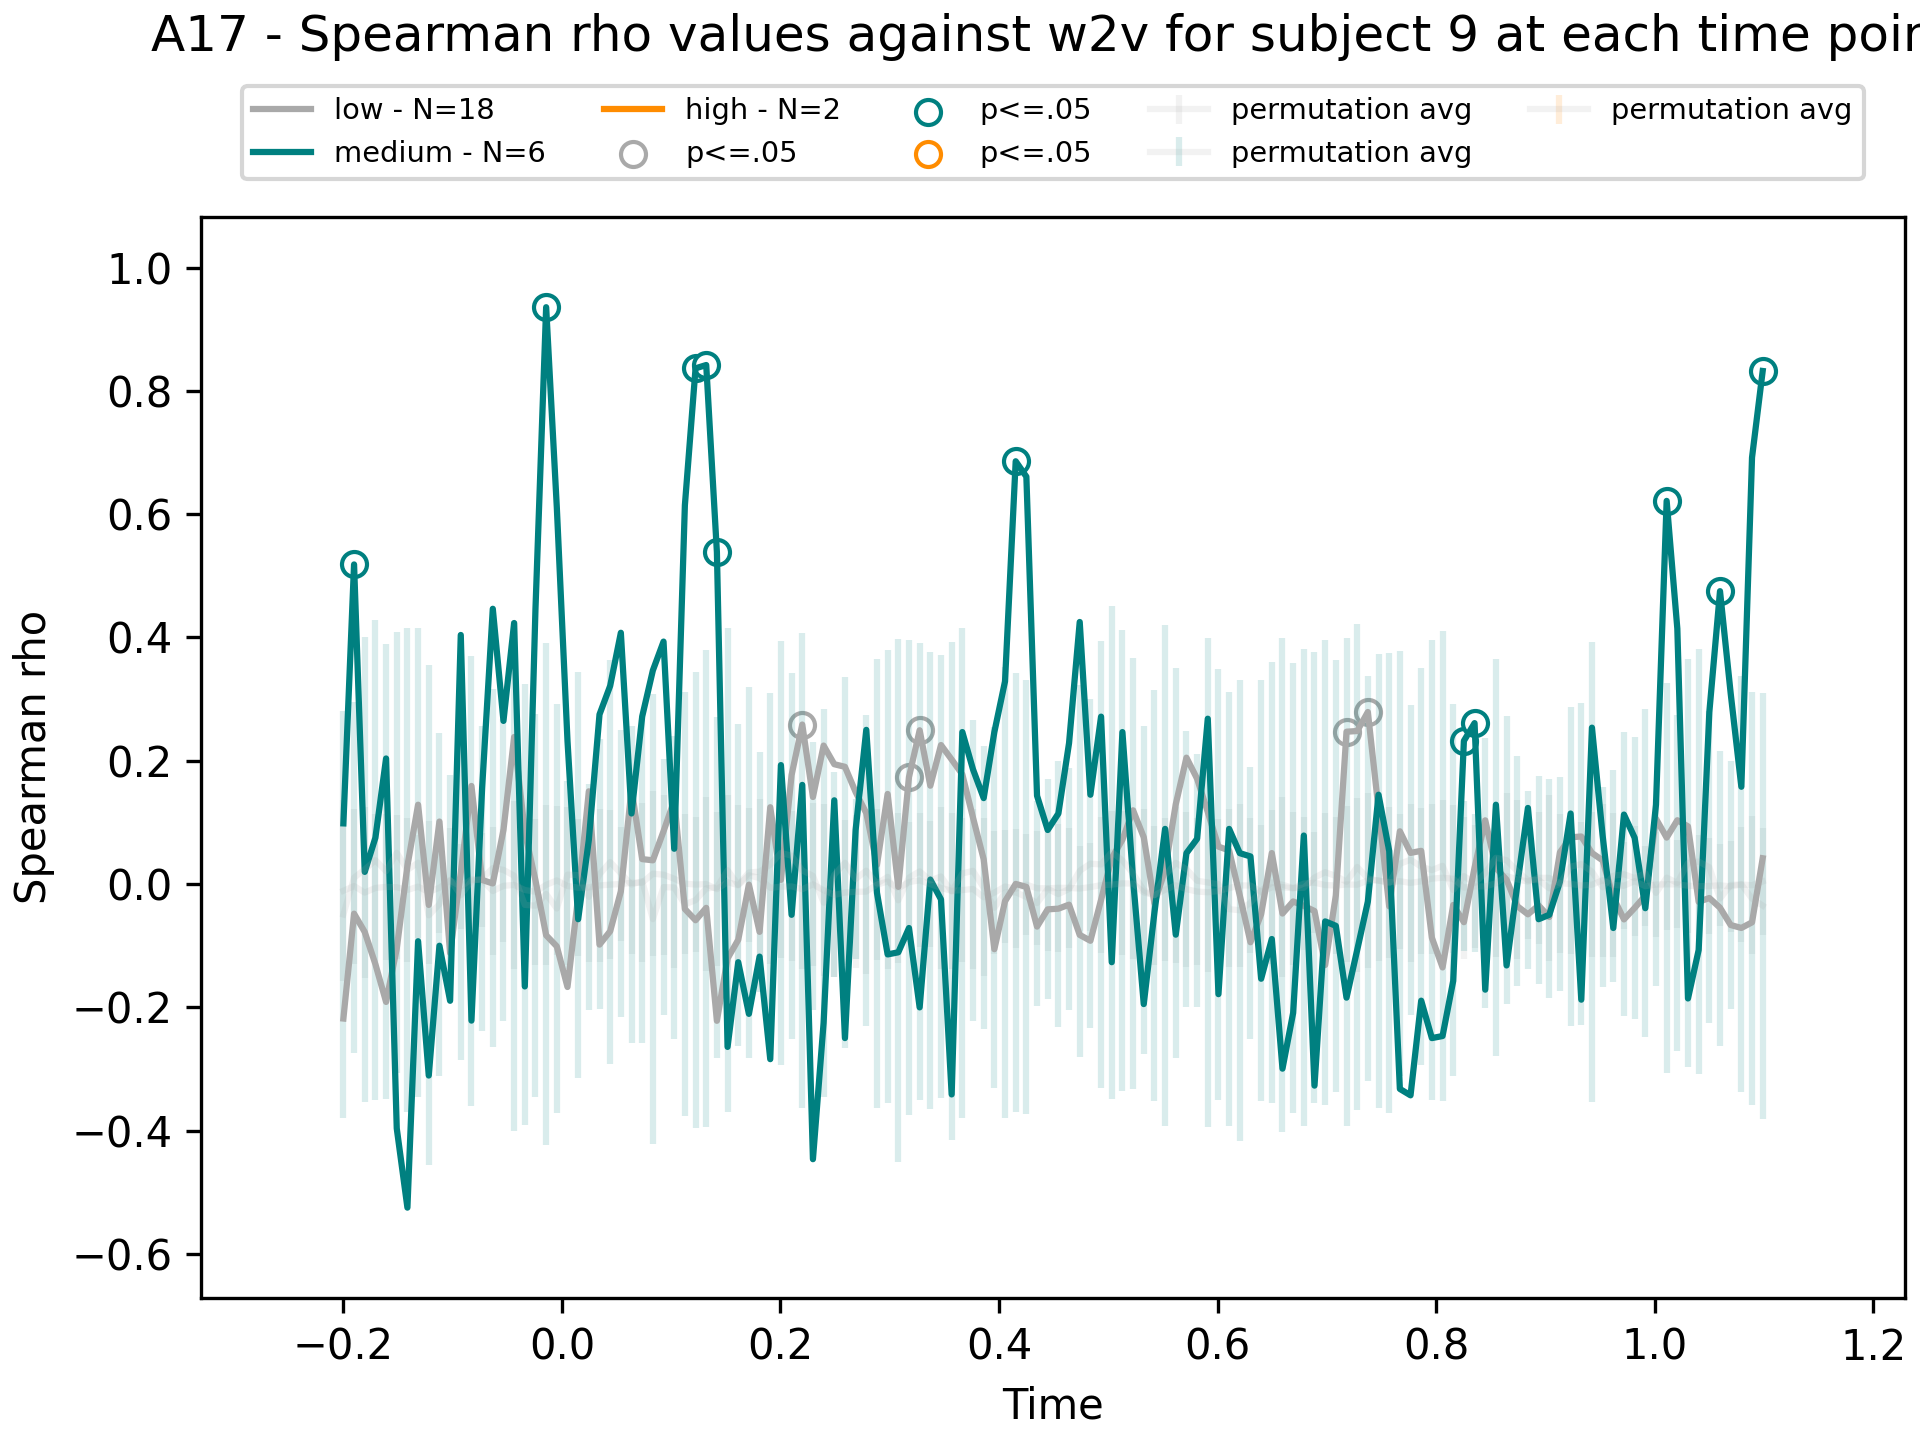 A17 - Spearman rho values against w2v for subject 9 at each time poin
low - N=18
medium - N=6
high - N=2
p<=.05
p<=.05
p<=.05
permutation avg
permutation avg
permutation avg
1.0
0.8
0.6
0.4
0.2
0.0
−0.2
−0.4
−0.6
Spearman rho
−0.2 0.0 0.2 0.4 0.6 0.8 1.0 1.2
Time